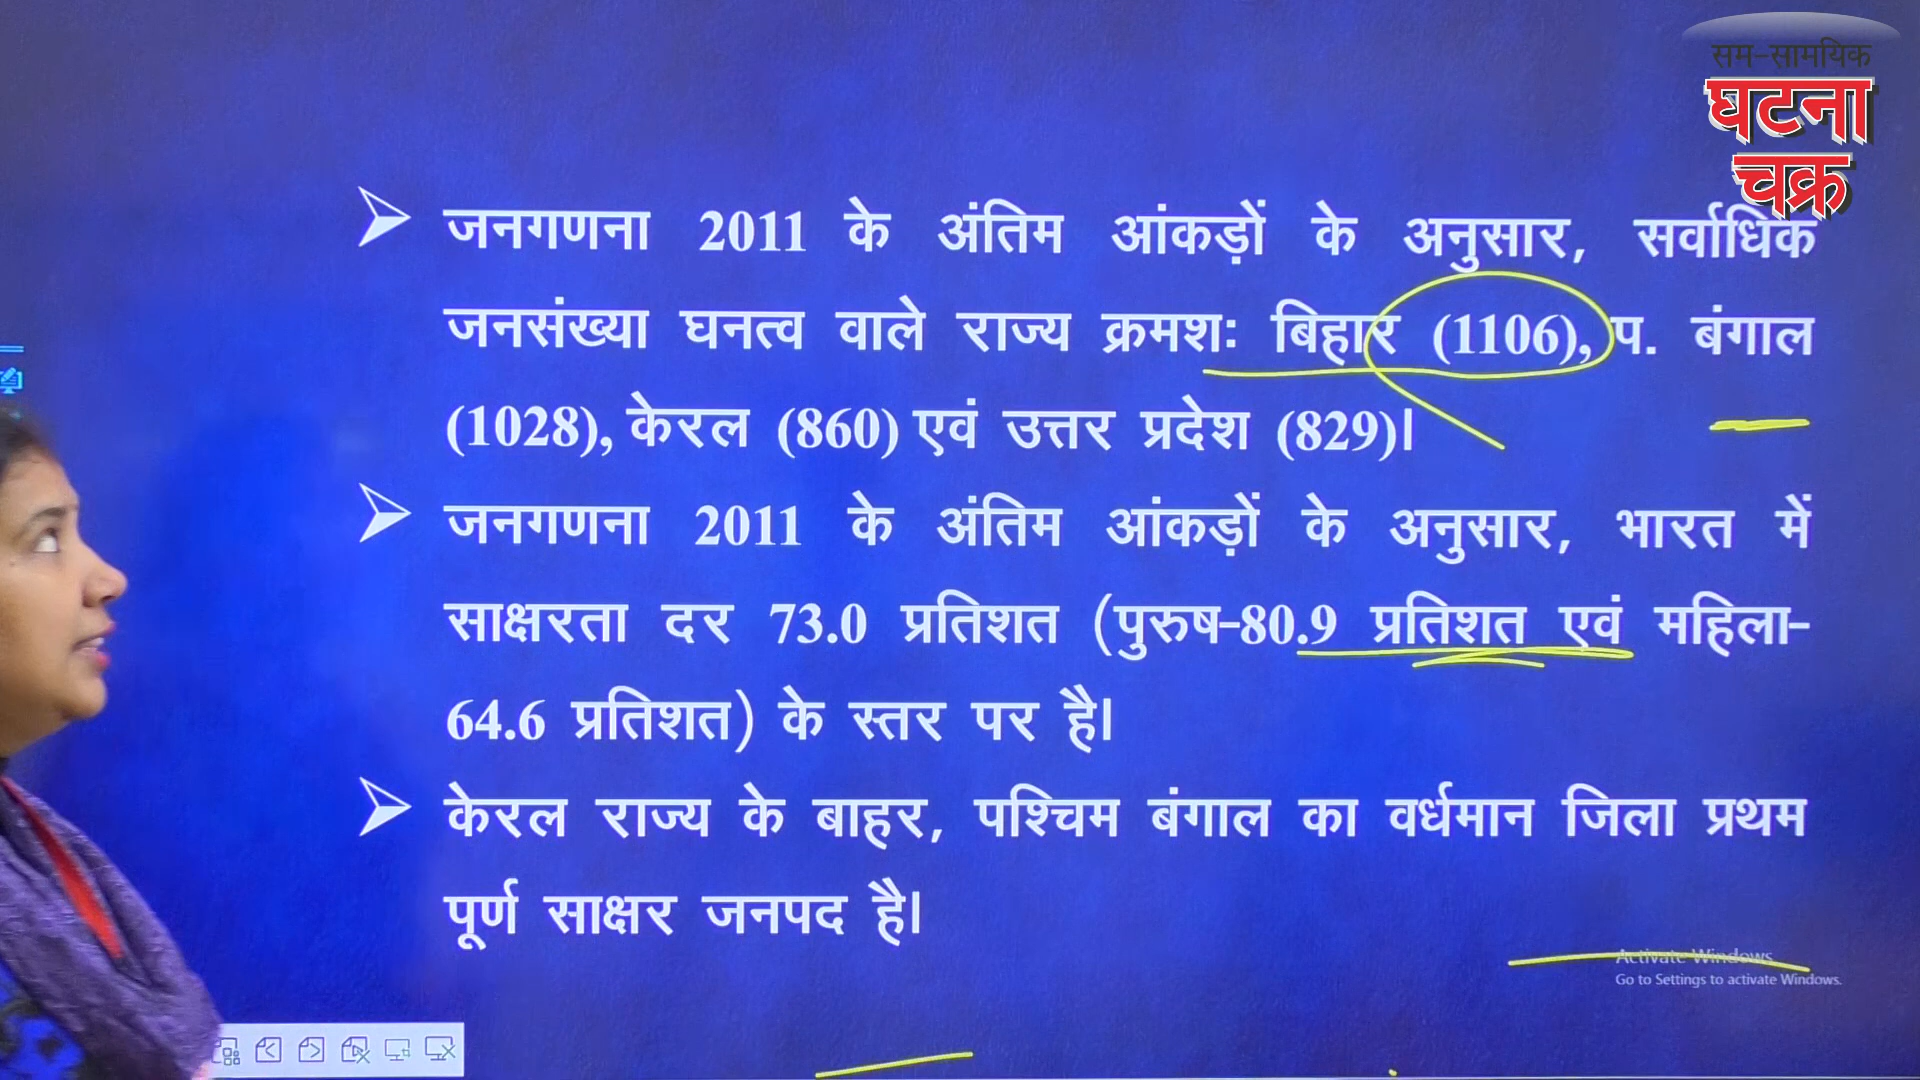 सम-सामयिक
घटना
चक्र
जनगणना 2011 के अंतिम आंकड़ों के अनुसार, सर्वाधिक
जनसंख्या घनत्व वाले राज्य क्रमशः बिहार (1106), प. बंगाल
(1028), केरल (860) एवं उत्तर प्रदेश (829)।
जनगणना 2011 के अंतिम आंकड़ों के अनुसार, भारत में
साक्षरता दर 73.0 प्रतिशत (पुरुष-80.9 प्रतिशत एवं महिला-
64.6 प्रतिशत) के स्तर पर है।
केरल राज्य के बाहर, पश्चिम बंगाल का वर्धमान जिला प्रथम
पूर्ण साक्षर जनपद है।
Activate Windows
Go to Settings to activate Windows.